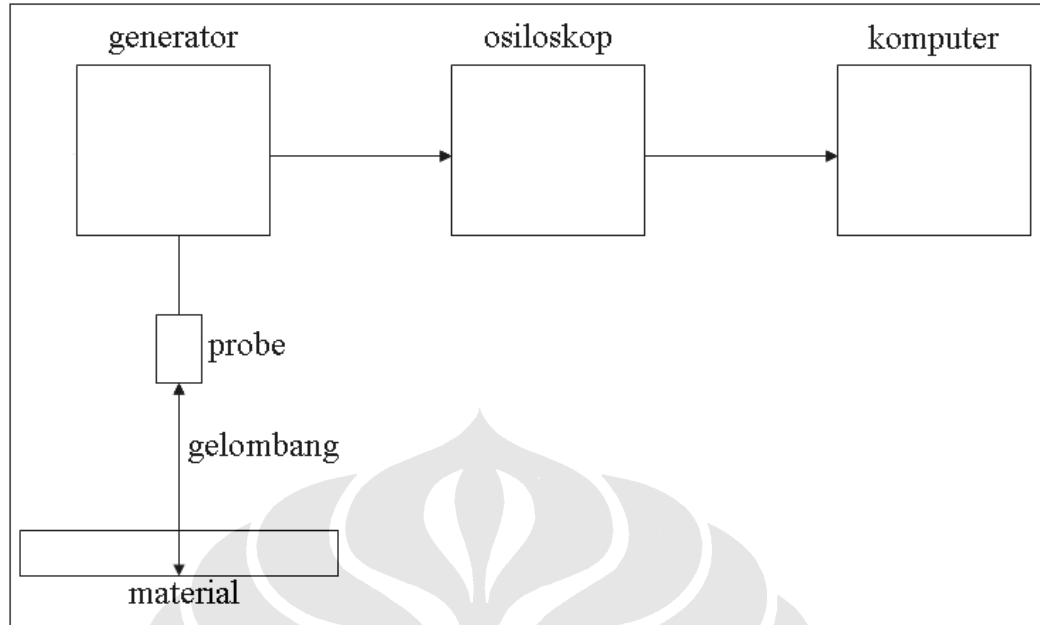 generator
osiloskop
komputer
probe
gelombang
material